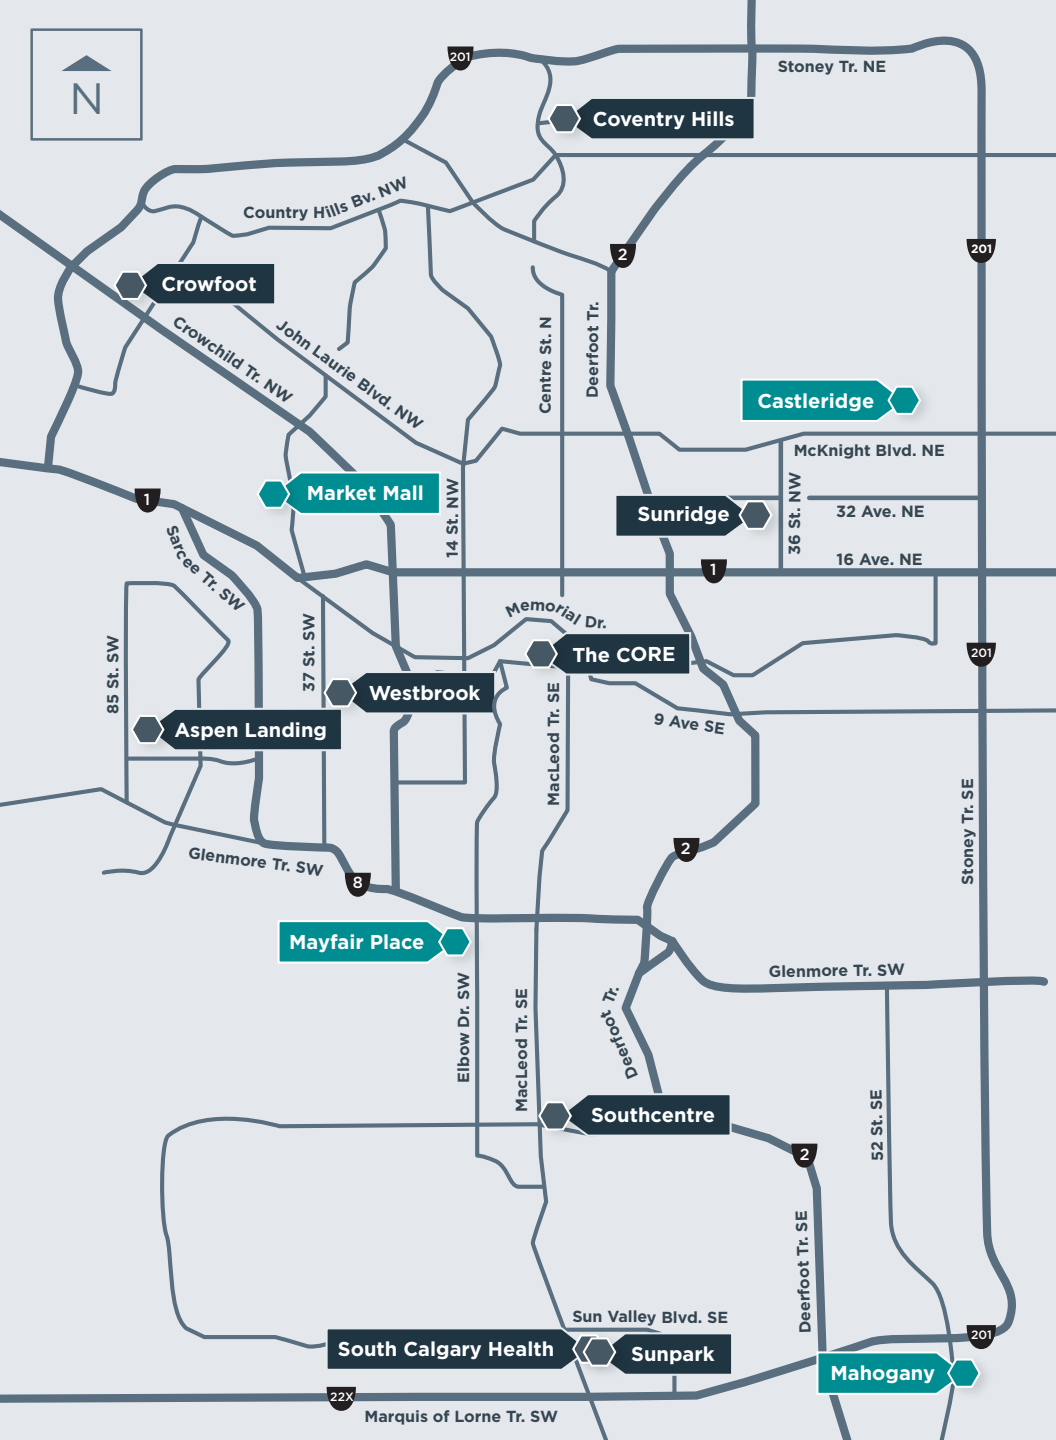 201
Stoney Tr. NE
N
Coventry Hills
Country Hills Bv. NW
2
201
Crowfoot
Crowchild Tr. NW
John Laurie Blvd. NW
Centre St. N
Deerfoot Tr.
Castleridge
McKnight Blvd. NE
Market Mall
1
14 St. NW
Sunridge
36 St. NW
32 Ave. NE
Sarcee Tr. SW
16 Ave. NE
1
Memorial Dr.
85 St. SW
37 St. SW
The CORE
201
Westbrook
Aspen Landing
MacLeod Tr. SE
9 Ave SE
Stoney Tr. SE
2
Glenmore Tr. SW
8
Mayfair Place
Glenmore Tr. SW
Elbow Dr. SW
MacLeod Tr. SE
Deerfoot Tr.
Southcentre
52 St. SE
2
Deerfoot Tr. SE
Sun Valley Blvd. SE
201
South Calgary Health
Sunpark
Mahogany
22X
Marquis of Lorne Tr. SW